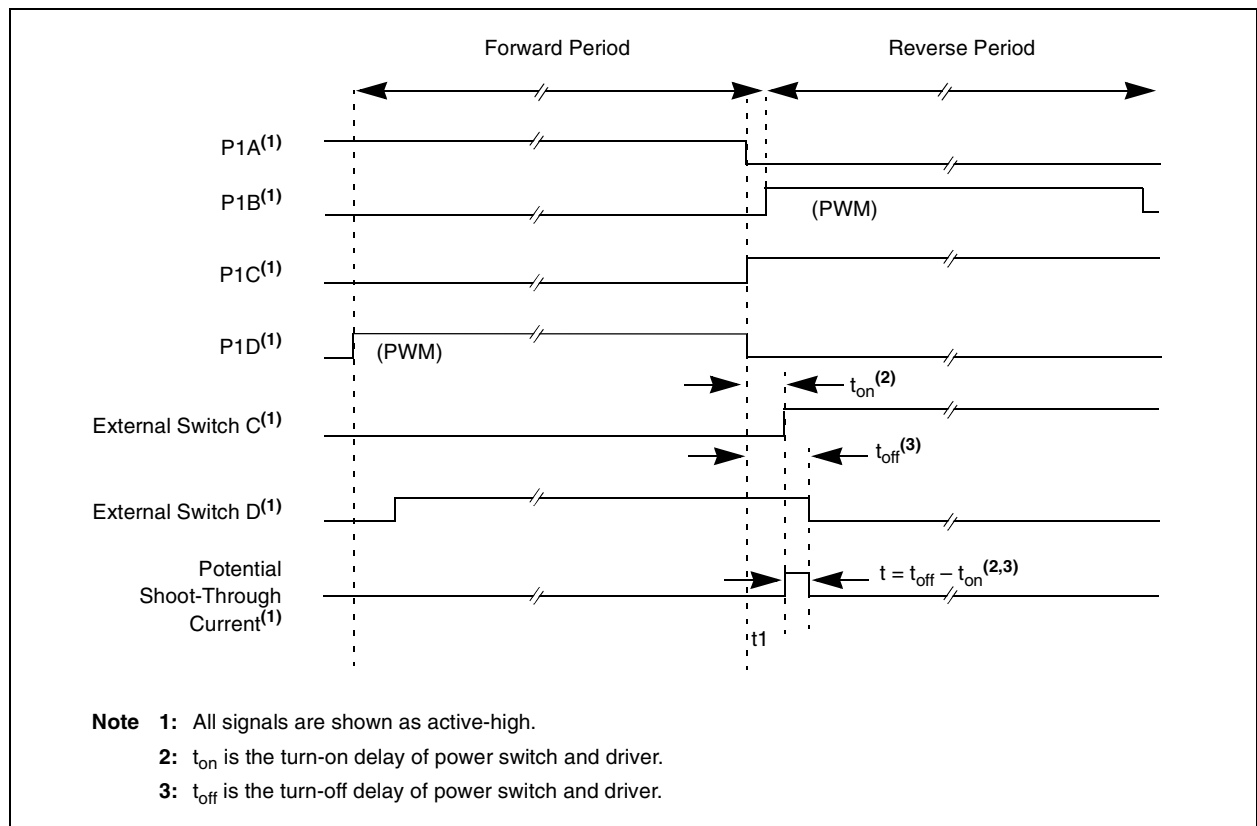 Forward Period
Reverse Period
P1A(1)
P1B(1)
(PWM)
P1C(1)
P1D(1)
(PWM)
ton(2)
External Switch C(1)
toff(3)
External Switch D(1)
Potential
Shoot-Through
Current(1)
t = toff – ton(2,3)
t1
Note 1: All signals are shown as active-high.
2: ton is the turn-on delay of power switch and driver.
3: toff is the turn-off delay of power switch and driver.